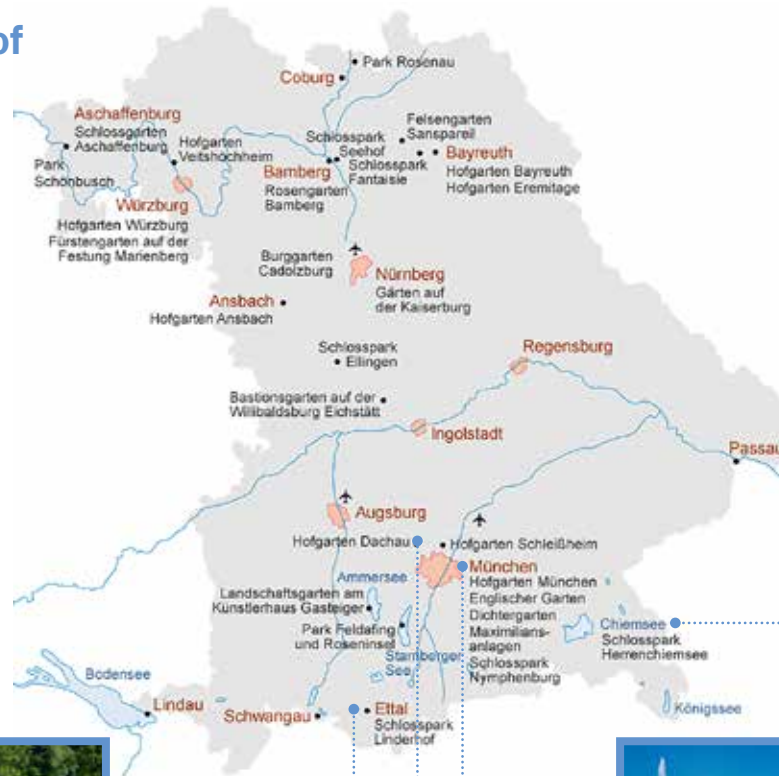 of
Park Rosenau
Coburg
Aschaffenburg
Schlossgarten
Aschaffenburg
Park
Schönbusch
Hofgarten
Veitshöchheim
Felsengarten
Sanspareil
Schlosspark
Seehof
Schlosspark
Fantaisie
Bayreuth
Hofgarten Bayreuth
Hofgarten Eremitage
Bamberg
Rosengarten
Bamberg
Würzburg
Hofgarten Würzburg
Fürstengarten auf der
Festung Marienberg
Burggarten
Cadolzburg
Nürnberg
Gärten auf
der Kaiserburg
Ansbach
Hofgarten Ansbach
Schlosspark
Ellingen
Regensburg
Bastionsgarten auf der
Willibaldsburg Eichstätt
Ingolstadt
Passau
Augsburg
Hofgarten Dachau
Hofgarten Schleißheim
München
Hofgarten München
Englischer Garten
Dichtergarten
Maximilians-
anlagen
Schlosspark
Nymphenburg
Ammersee
Landschaftsgarten am
Künstlerhaus Gasteiger
Park Feldafing
und Roseninsel
Starnberger
See
Chiemsee
Schlosspark
Herrenchiemsee
Bodensee
Lindau
Schwangau
Ettal
Schlosspark
Linderhof
Königssee